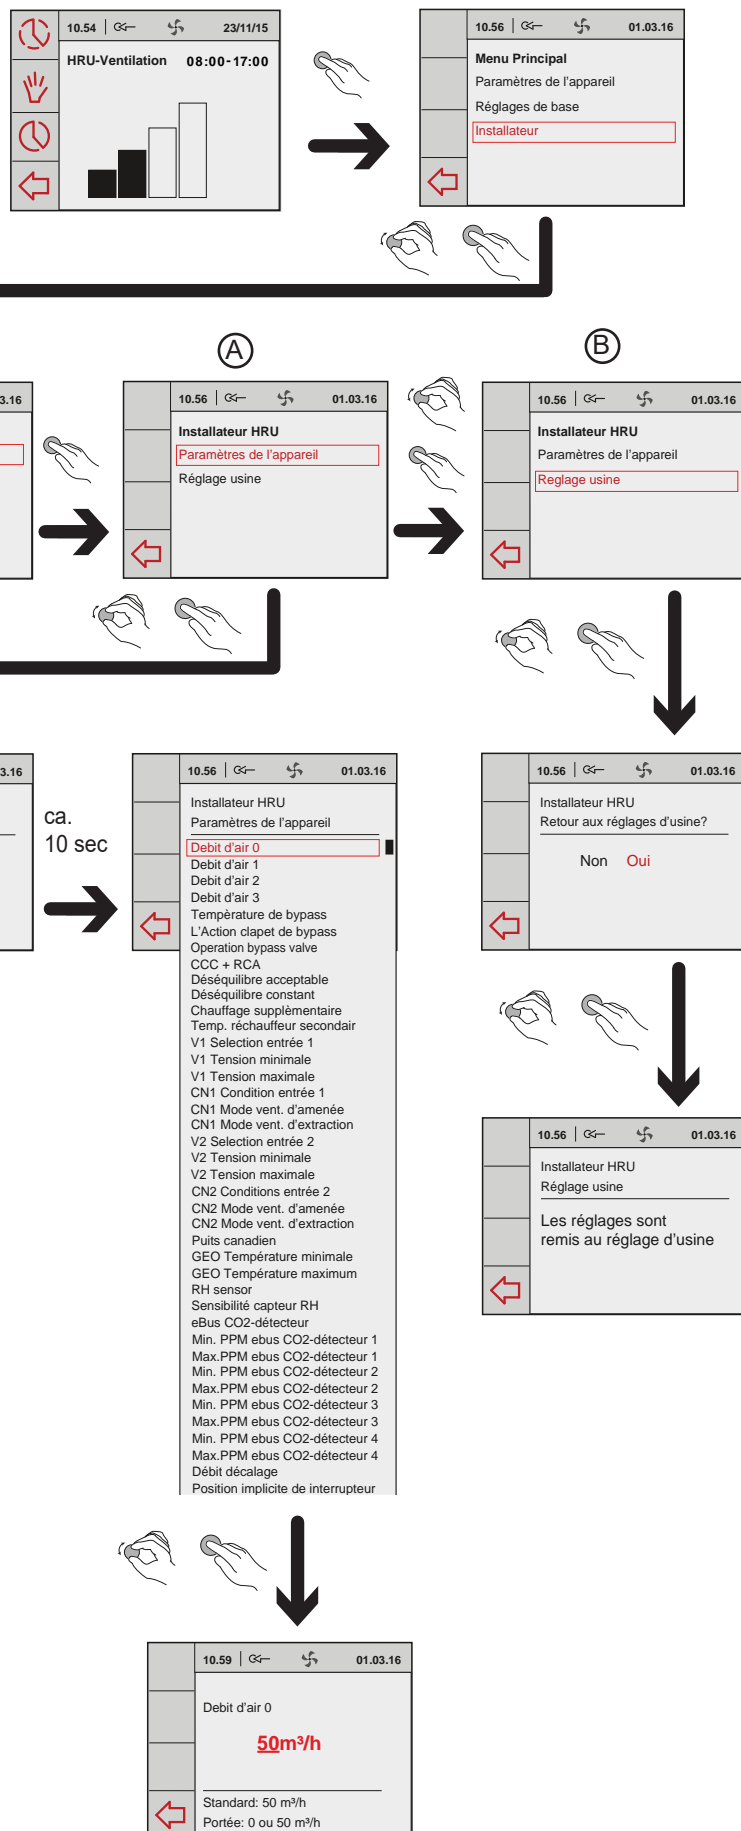 10.54 23/11/15
HRU-Ventilation 08:00-17:00
10.56 01.03.16
Menu Principal
Paramètres de l'appareil
Réglages de base
Installateur
A
B
3.16
10.56 01.03.16
Installateur HRU
Paramètres de l'appareil
Réglage usine
10.56 01.03.16
Installateur HRU
Paramètres de l'appareil
Reglage usine
3.16
ca.
10 sec
10.56 01.03.16
Installateur HRU
Paramètres de l'appareil
Debit d'air 0
Debit d'air 1
Debit d'air 2
Debit d'air 3
Tempèrature de bypass
L'Action clapet de bypass
Operation bypass valve
CCC + RCA
Déséquilibre acceptable
Déséquilibre constant
Chauffage supplèmentaire
Temp. réchauffeur secondair
V1 Selection entrée 1
V1 Tension minimale
V1 Tension maximale
CN1 Condition entrée 1
CN1 Mode vent. d'amenée
CN1 Mode vent. d'extraction
V2 Selection entrée 2
V2 Tension minimale
V2 Tension maximale
CN2 Conditions entrée 2
CN2 Mode vent. d'amenée
CN2 Mode vent. d'extraction
Puits canadien
GEO Température minimale
GEO Température maximum
RH sensor
Sensibilité capteur RH
eBus CO2-détecteur
Min. PPM ebus CO2-détecteur 1
Max.PPM ebus CO2-détecteur 1
Min. PPM ebus CO2-détecteur 2
Max.PPM ebus CO2-détecteur 2
Min. PPM ebus CO2-détecteur 3
Max.PPM ebus CO2-détecteur 3
Min. PPM ebus CO2-détecteur 4
Max.PPM ebus CO2-détecteur 4
Débit décalage
Position implicite de interrupteur
10.56 01.03.16
Installateur HRU
Retour aux réglages d'usine?
Non Oui
10.56 01.03.16
Installateur HRU
Réglage usine
Les réglages sont
remis au réglage d'usine
10.59 01.03.16
Debit d'air 0
50m³/h
Standard: 50 m³/h
Portée: 0 ou 50 m³/h